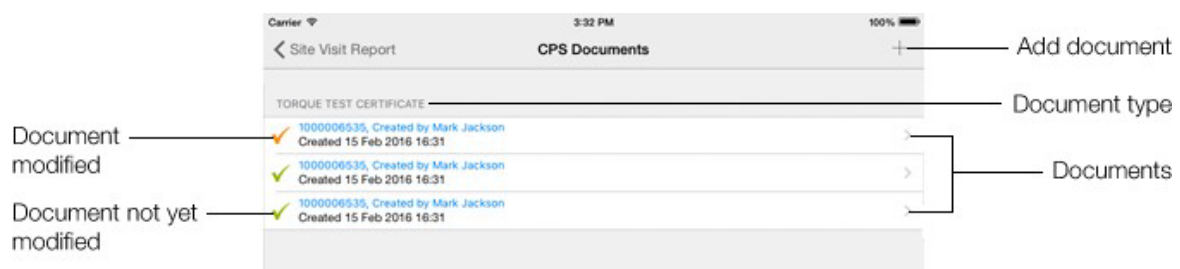 Carrier 3:32 PM 100%
Site Visit Report CPS Documents + Add document
TORQUE TEST CERTIFICATE Document type
Document modified
1000006535, Created by Mark Jackson
Created 15 Feb 2016 16:31
1000006535, Created by Mark Jackson
Created 15 Feb 2016 16:31
Documents
Document not yet modified
1000006535, Created by Mark Jackson
Created 15 Feb 2016 16:31